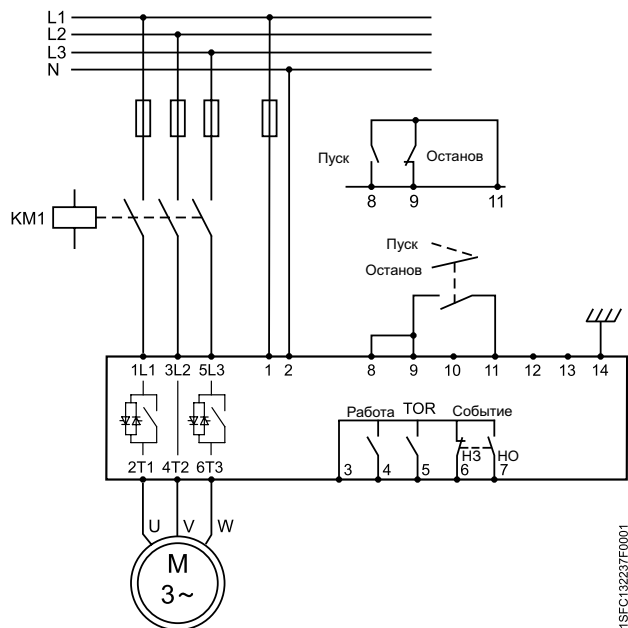 L1
L2
L3
N
Пуск
Останов
8 9 11
KM1
Пуск
Останов
1L1 3L2 5L3 1 2 8 9 10 11 12 13 14
Работа TOR Событие
НЗ НО
2T1 4T2 6T3 3 4 5 6 7
U V W
M
3~
1SFC132237F0001